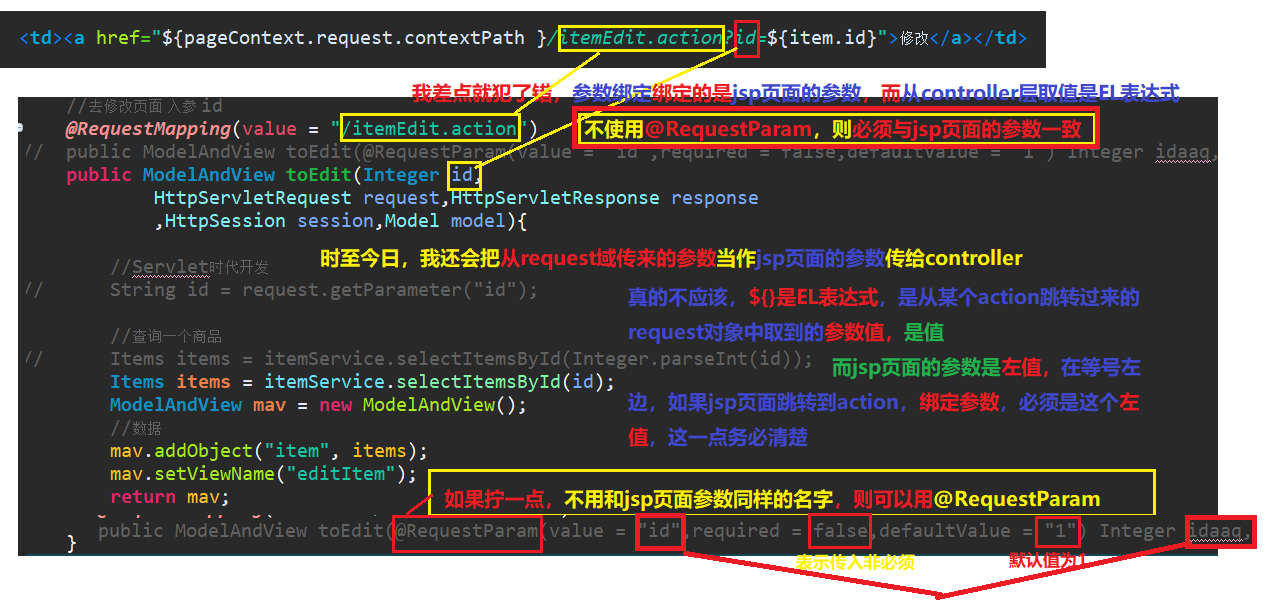 <td><a href="${pageContext.request.contextPath }/itemEdit.action?id=${item.id}">修改</a></td>
我差点就犯了错，参数绑定绑定的是jsp页面的参数，而从controller层取值是EL表达式
//去修改页面 入参 id
@RequestMapping(value = "/itemEdit.action")
不使用@RequestParam，则必须与jsp页面的参数一致
// public ModelAndView toEdit(@RequestParam(value = "id",required = false,defaultValue = "1") Integer idaaq,
public ModelAndView toEdit(Integer id,
HttpServletRequest request,HttpServletResponse response
,HttpSession session,Model model){
//Servlet时代开发
时至今日，我还会把从request域传来的参数当作jsp页面的参数传给controller
// String id = request.getParameter("id");
真的不应该，${}是EL表达式，是从某个action跳转过来的
request对象中取到的参数值，是值
//查询一个商品
// Items items = itemService.selectItemsById(Integer.parseInt(id));
而jsp页面的参数是左值，在等号左
Items items = itemService.selectItemsById(id);
边，如果jsp页面跳转到action，绑定参数，必须是这个左
ModelAndView mav = new ModelAndView();
//数据
值，这一点务必清楚
mav.addObject("item", items);
mav.setViewName("editItem");
return mav;
如果拧一点，不用和jsp页面参数同样的名字，则可以用@RequestParam
public ModelAndView toEdit(@RequestParam(value = "id",required = false,defaultValue = "1") Integer idaaq,
}
表示传入非必须
默认值为1